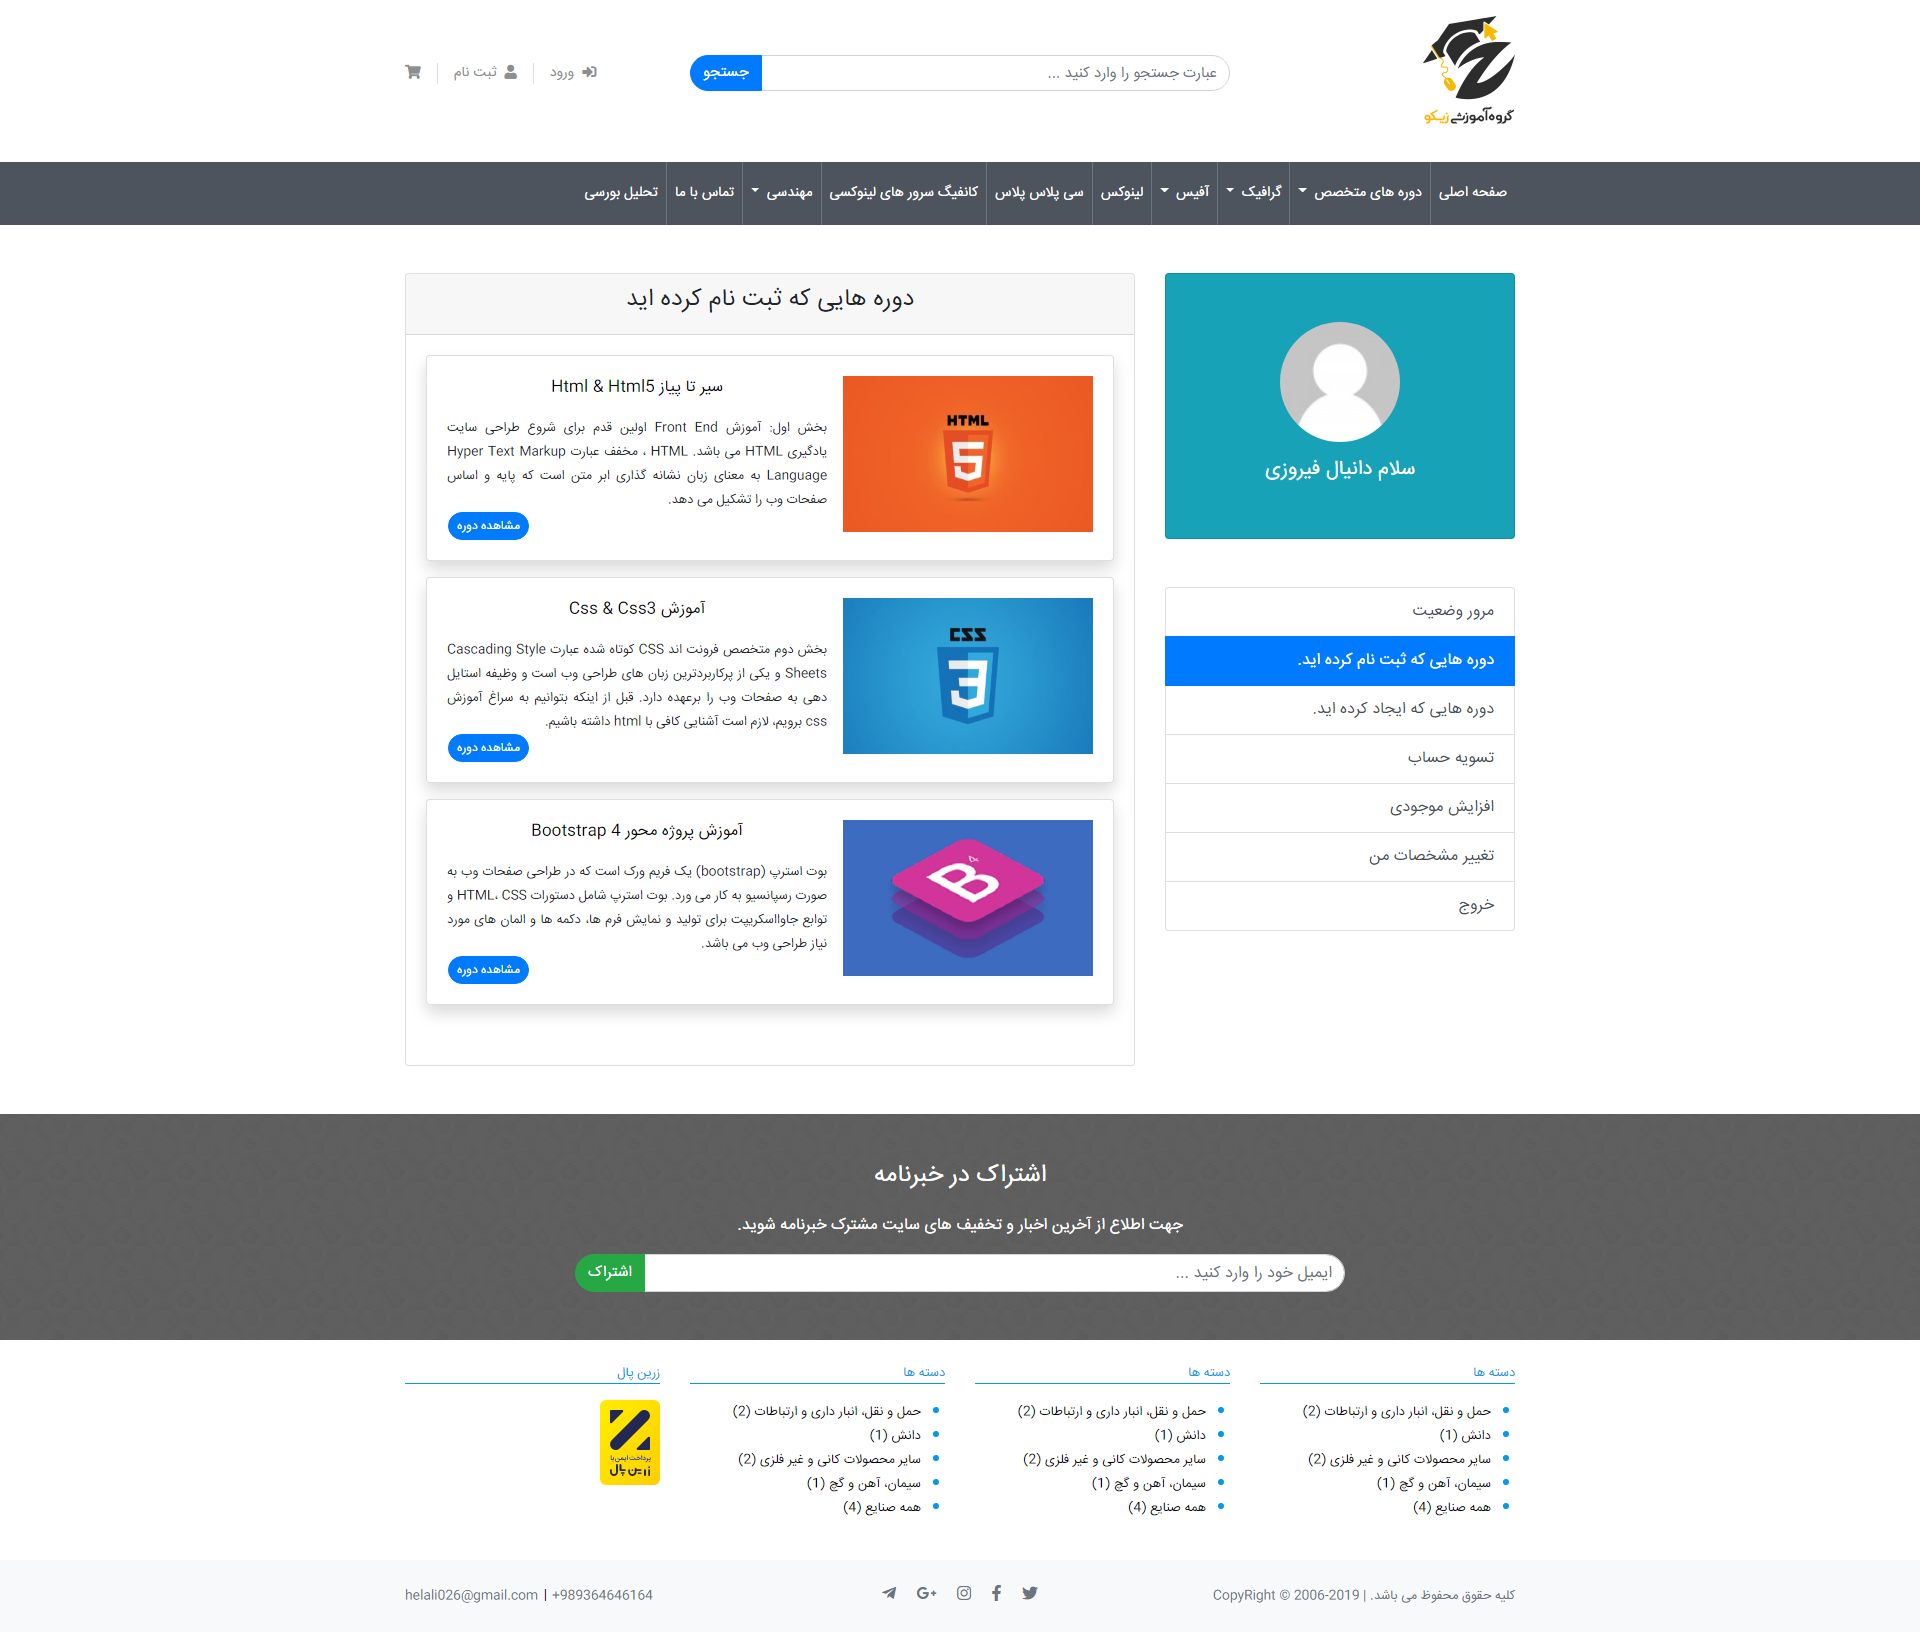 گروه آموزشی زیکو
عبارت جستجو را وارد کنید ...
جستجو
ورود
ثبت نام
صفحه اصلی
دوره های متخصص
گرافیک
آفیس
لینوکس
سی پلاس پلاس
کانفیگ سرور های لینوکسی
مهندسی
تماس با ما
تحلیل بورسی
سلام دانیال فیروزی
مرور وضعیت
دوره هایی که ثبت نام کرده اید.
دوره هایی که ایجاد کرده اید.
تسویه حساب
افزایش موجودی
تغییر مشخصات من
خروج
دوره هایی که ثبت نام کرده اید
HTML
5
سیر تا پیاز Html & Html5
بخش اول: آموزش Front End اولین قدم برای شروع طراحی سایت
یادگیری HTML می باشد. HTML ، مخفف عبارت Hyper Text Markup
Language به معنای زبان نشانه گذاری ابر متن است که پایه و اساس
صفحات وب را تشکیل می دهد.
مشاهده دوره
CSS
3
آموزش Css & Css3
بخش دوم متخصص فرونت اند CSS کوتاه شده عبارت Cascading Style
Sheets و یکی از پرکاربردترین زبان های طراحی وب است و وظیفه استایل
دهی به صفحات وب را برعهده دارد. قبل از اینکه بتوانیم به سراغ آموزش
css برویم، لازم است آشنایی کافی با html داشته باشیم.
مشاهده دوره
B
آموزش پروژه محور Bootstrap 4
بوت استرپ (bootstrap) یک فریم ورک است که در طراحی صفحات وب به
صورت رسپانسیو به کار می ورد. بوت استرپ شامل دستورات HTML، CSS و
توابع جاوااسکریپت برای تولید و نمایش فرم ها، دکمه ها و المان های مورد
نیاز طراحی وب می باشد.
مشاهده دوره
اشتراک در خبرنامه
جهت اطلاع از آخرین اخبار و تخفیف های سایت مشترک خبرنامه شوید.
ایمیل خود را وارد کنید ...
اشتراک
دسته ها
حمل و نقل، انبار داری و ارتباطات (2)
دانش (1)
سایر محصولات کانی و غیر فلزی (2)
سیمان، آهن و گچ (1)
همه صنایع (4)
دسته ها
حمل و نقل، انبار داری و ارتباطات (2)
دانش (1)
سایر محصولات کانی و غیر فلزی (2)
سیمان، آهن و گچ (1)
همه صنایع (4)
دسته ها
حمل و نقل، انبار داری و ارتباطات (2)
دانش (1)
سایر محصولات کانی و غیر فلزی (2)
سیمان، آهن و گچ (1)
همه صنایع (4)
زرین پال
پرداخت ایمن با
زرین پال
کلیه حقوق محفوظ می باشد. | CopyRight © 2006-2019
helali026@gmail.com | +989364646164